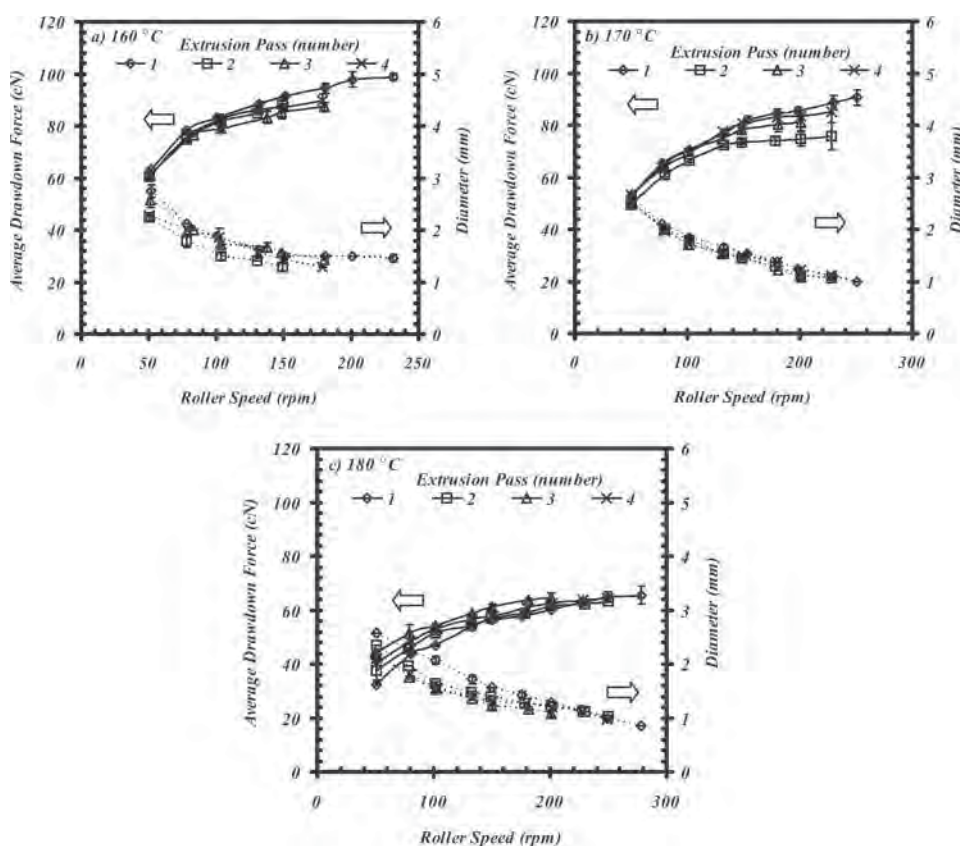 a) 160 °C
Extrusion Pass (number)
1 2 3 4
Average Drawdown Force (c/N)
120
100
80
60
40
20
0
Diameter (mm)
6
5
4
3
2
1
0
0 50 100 150 200 250
Roller Speed (rpm)
b) 170 °C
Extrusion Pass (number)
1 2 3 4
Average Drawdown Force (c/N)
120
100
80
60
40
20
0
Diameter (mm)
6
5
4
3
2
1
0
0 100 200 300
Roller Speed (rpm)
c) 180 °C
Extrusion Pass (number)
1 2 3 4
Average Drawdown Force (c/N)
120
100
80
60
40
20
0
Diameter (mm)
6
5
4
3
2
1
0
0 100 200 300
Roller Speed (rpm)